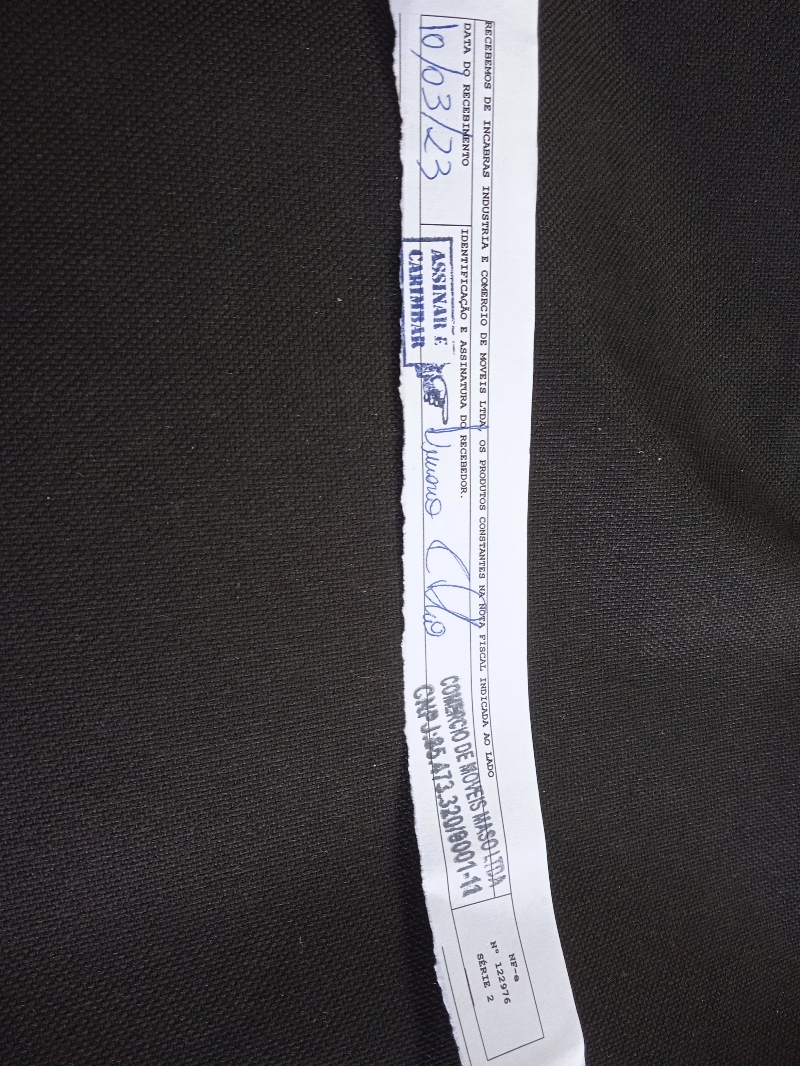 RECEBEMOS DE INCABRAS INDUSTRIA E COMERCIO DE MOVEIS LTDA, OS PRODUTOS CONSTANTES NA NOTA FISCAL INDICADA AO LADO
DATA DO RECEBIMENTO
10/03/23
IDENTIFICAÇÃO E ASSINATURA DO RECEBEDOR.
ASSINAR E
CARIMBAR
COMERCIO DE MOVEIS MASO LTDA
CNPJ:85.473.320/0001-11
NF-e
Nº 122976
SÉRIE 2